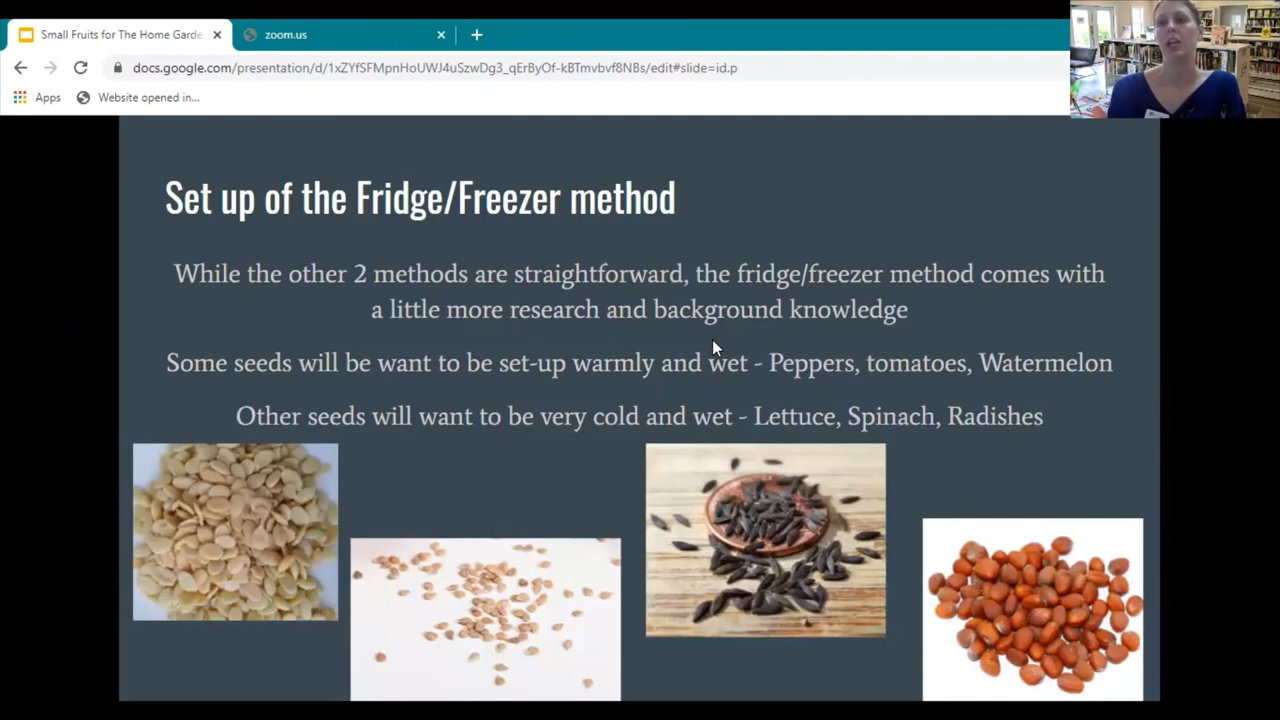 Small Fruits for The Home Garde
zoom.us
docs.google.com/presentation/d/1xZYfSFMpnHoUWJ4uSzwDg3_qErByOf-kBTmvbvf8NBs/edit#slide=id.p
Apps
Website opened in...
Set up of the Fridge/Freezer method
While the other 2 methods are straightforward, the fridge/freezer method comes with
a little more research and background knowledge
Some seeds will be want to be set-up warmly and wet - Peppers, tomatoes, Watermelon
Other seeds will want to be very cold and wet - Lettuce, Spinach, Radishes